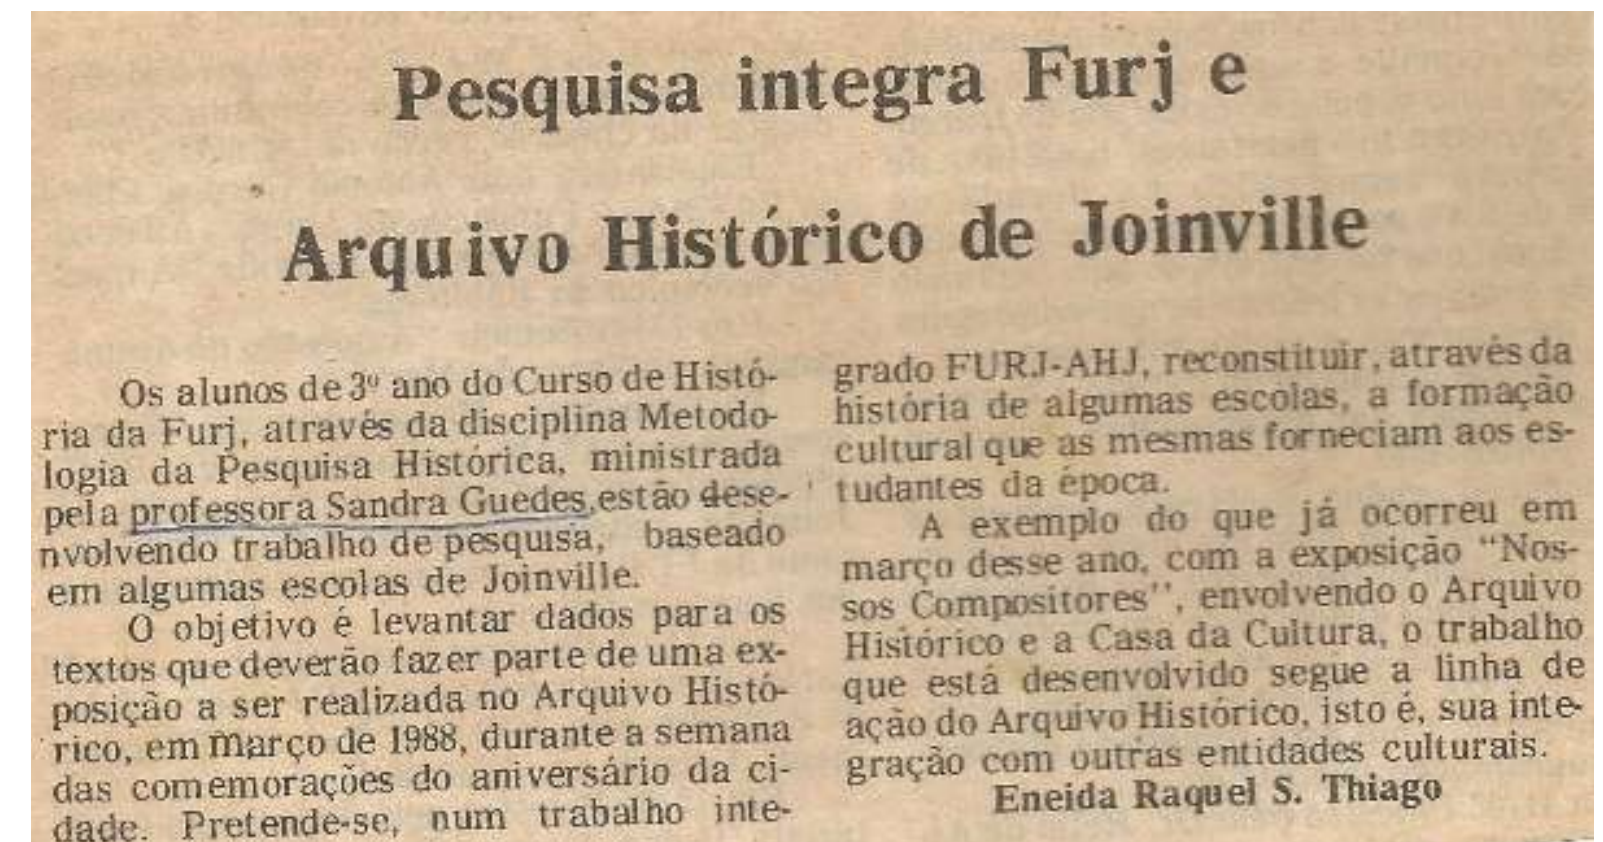 Pesquisa integra Furj e
Arquivo Histórico de Joinville
Os alunos de 3º ano do Curso de Histó-
ria da Furj, através da disciplina Metodo-
logia da Pesquisa Histórica, ministrada
pela professora Sandra Guedes, estão dese-
nvolvendo trabalho de pesquisa, baseado
em algumas escolas de Joinville.
O objetivo é levantar dados para os
textos que deverão fazer parte de uma ex-
posição a ser realizada no Arquivo Histó-
rico, em março de 1988, durante a semana
das comemorações do aniversário da ci-
dade. Pretende-se, num trabalho inte-
grado FURJ-AHJ, reconstituir, através da
história de algumas escolas, a formação
cultural que as mesmas forneciam aos es-
tudantes da época.
A exemplo do que já ocorreu em
março desse ano, com a exposição "Nos-
sos Compositores", envolvendo o Arquivo
Histórico e a Casa da Cultura, o trabalho
que está desenvolvido segue a linha de
ação do Arquivo Histórico, isto é, sua inte-
gração com outras entidades culturais.
Eneida Raquel S. Thiago